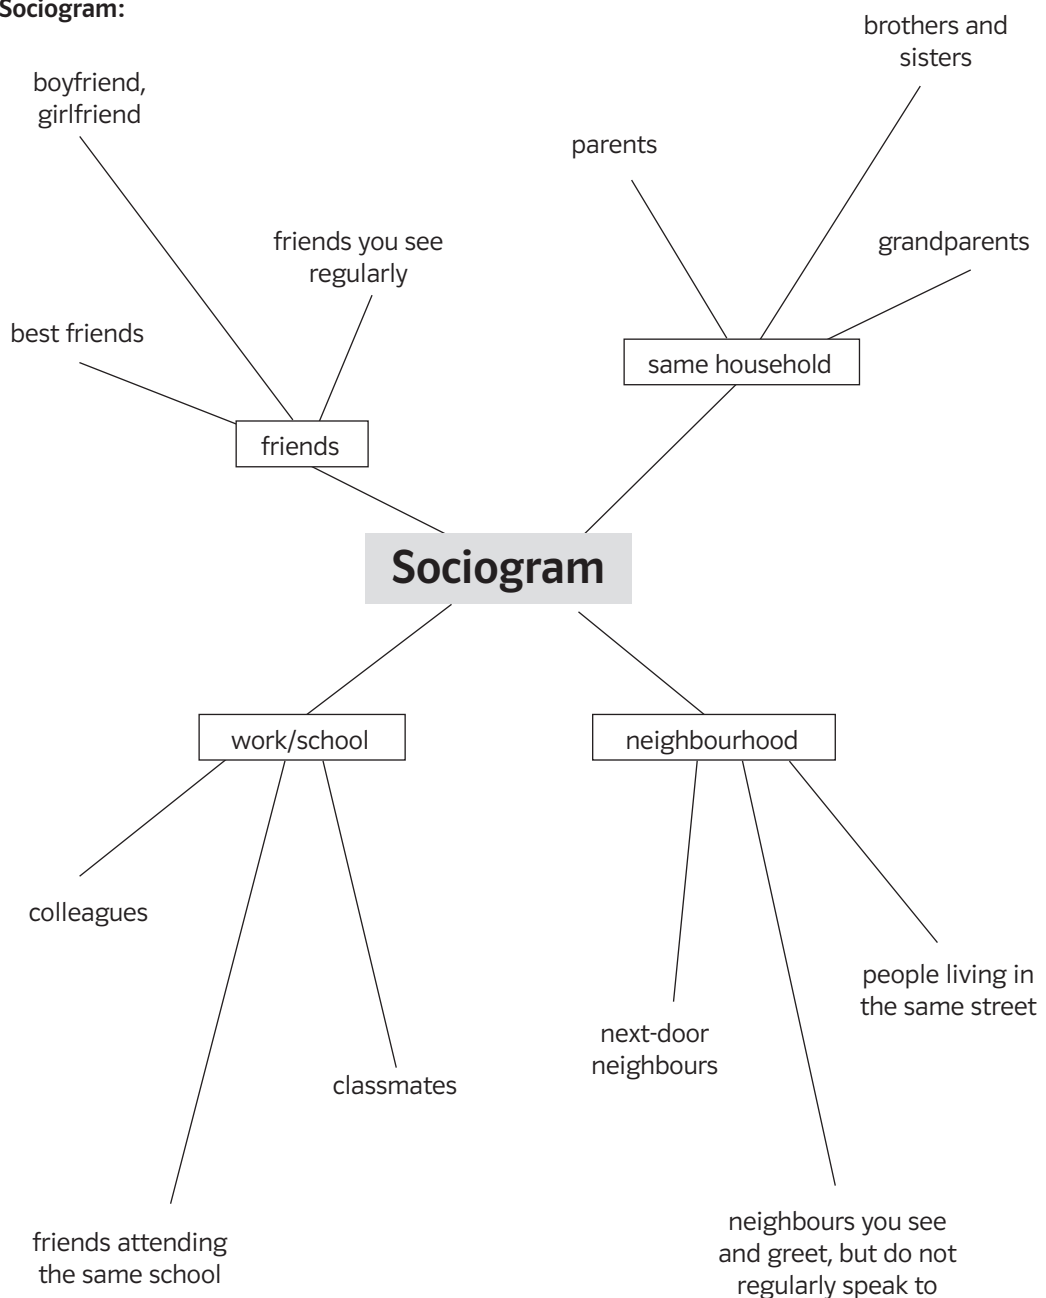 Sociogram:
brothers and
sisters
boyfriend,
girlfriend
parents
friends you see
regularly
grandparents
best friends
same household
friends
Sociogram
work/school
neighbourhood
colleagues
people living in
the same street
next-door
neighbours
classmates
friends attending
the same school
neighbours you see
and greet, but do not
regularly speak to